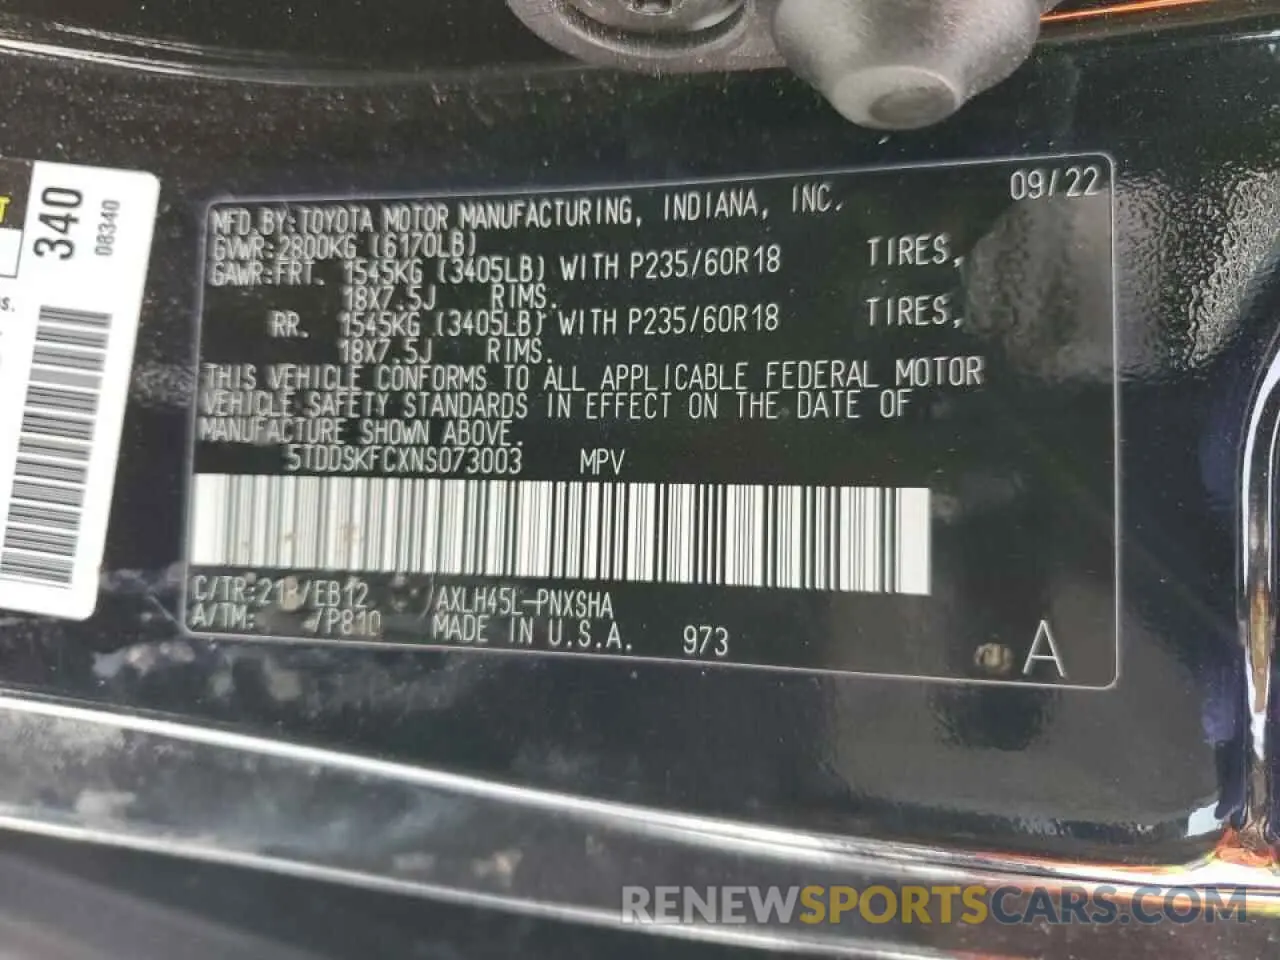 340
08340
T
s.
09/22
MFD.BY:TOYOTA MOTOR MANUFACTURING, INDIANA, INC.
GVWR:2800KG (6170LB)
GAWR:FRT. 1545KG (3405LB) WITH P235/60R18 TIRES,
18X7.5J RIMS.
RR. 1545KG (3405LB) WITH P235/60R18 TIRES,
18X7.5J RIMS.
THIS VEHICLE CONFORMS TO ALL APPLICABLE FEDERAL MOTOR
VEHICLE SAFETY STANDARDS IN EFFECT ON THE DATE OF
MANUFACTURE SHOWN ABOVE.
5TDDSKFCXNS073003 MPV
/EB12 AXLH45L-PNXSHA
A/TM: /P810 MADE IN U.S.A. 973
A
RENEWSPORTSCARS.COM